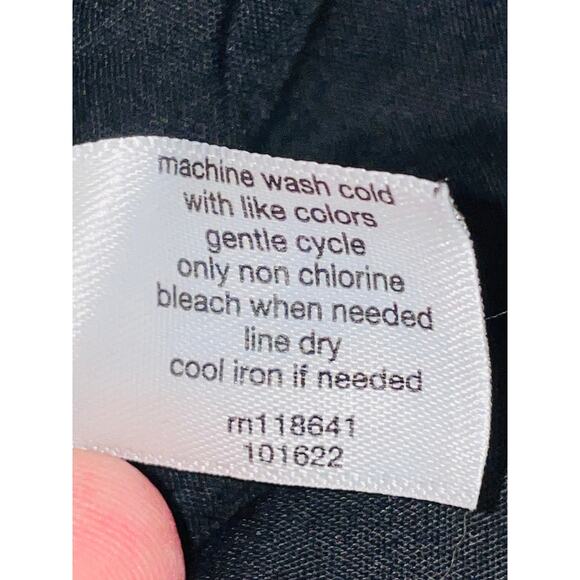 machine wash cold
with like colors
gentle cycle
only non chlorine
bleach when needed
line dry
cool iron if needed
rn118641
101622